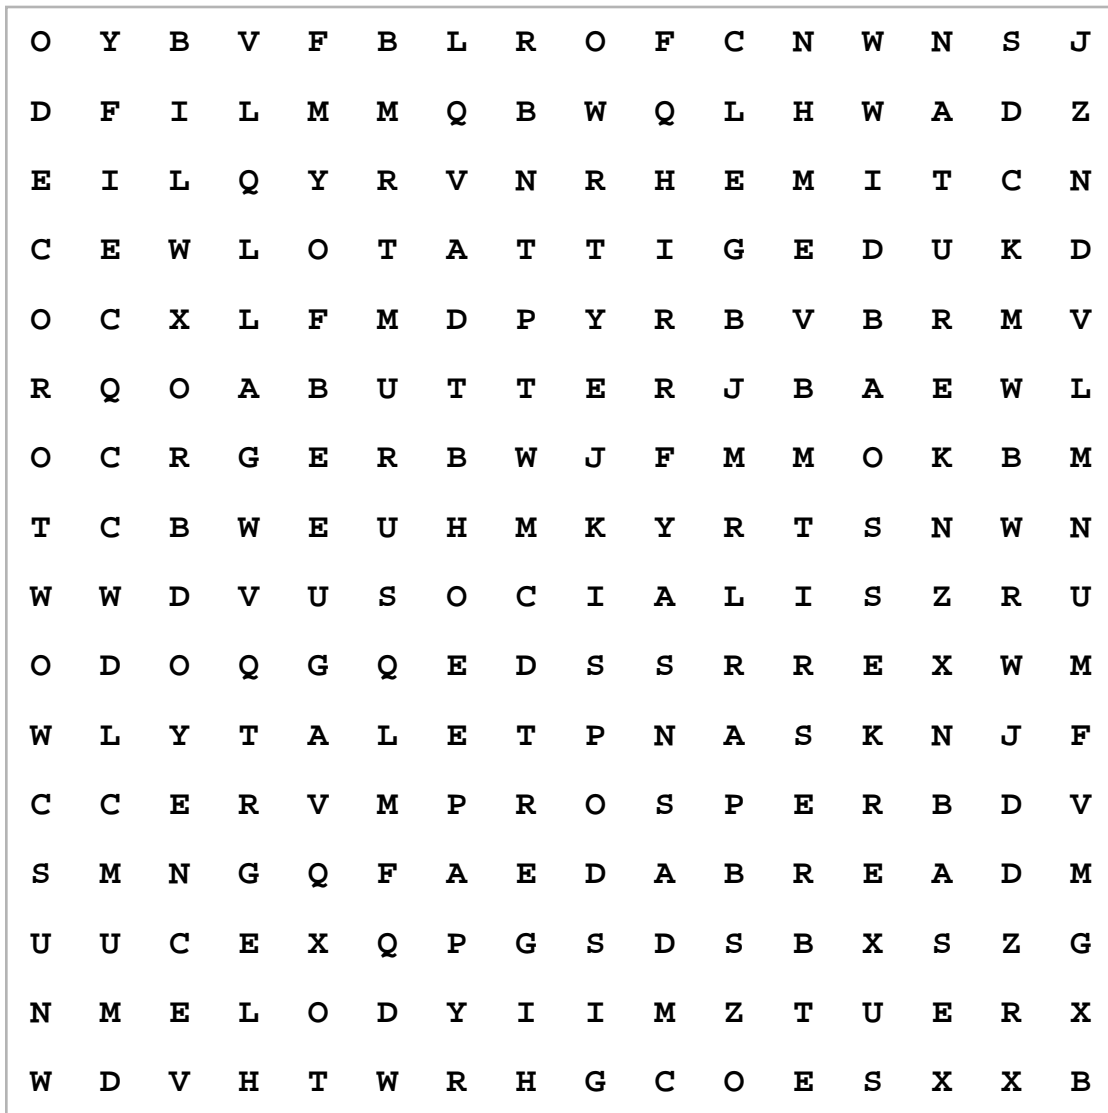 O Y B V F B L R O F C N W N S J
D F I L M M Q B W Q L H W A D Z
E I L Q Y R V N R H E M I T C N
C E W L O T A T T I G E D U K D
O C X L F M D P Y R B V B R M V
R Q O A B U T T E R J B A E W L
O C R G E R B W J F M M O K B M
T C B W E U H M K Y R T S N W N
W W D V U S O C I A L I S Z R U
O D O Q G Q E D S S R R E X W M
W L Y T A L E T P N A S K N J F
C C E R V M P R O S P E R B D V
S M N G Q F A E D A B R E A D M
U U C E X Q P G S D S B X S Z G
N M E L O D Y I I M Z T U E R X
W D V H T W R H G C O E S X X B